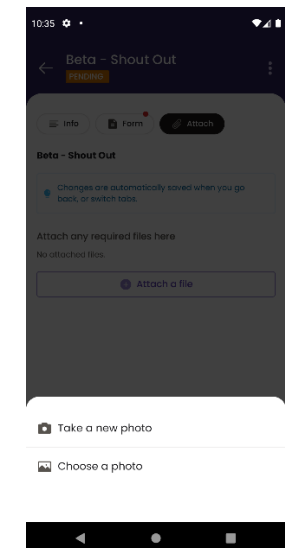 10:35
Beta - Shout Out
PENDING
Info
Form
Attach
Beta - Shout Out
Changes are automatically saved when you go
back, or switch tabs.
Attach any required files here
No attached files.
Attach a file
Take a new photo
Choose a photo